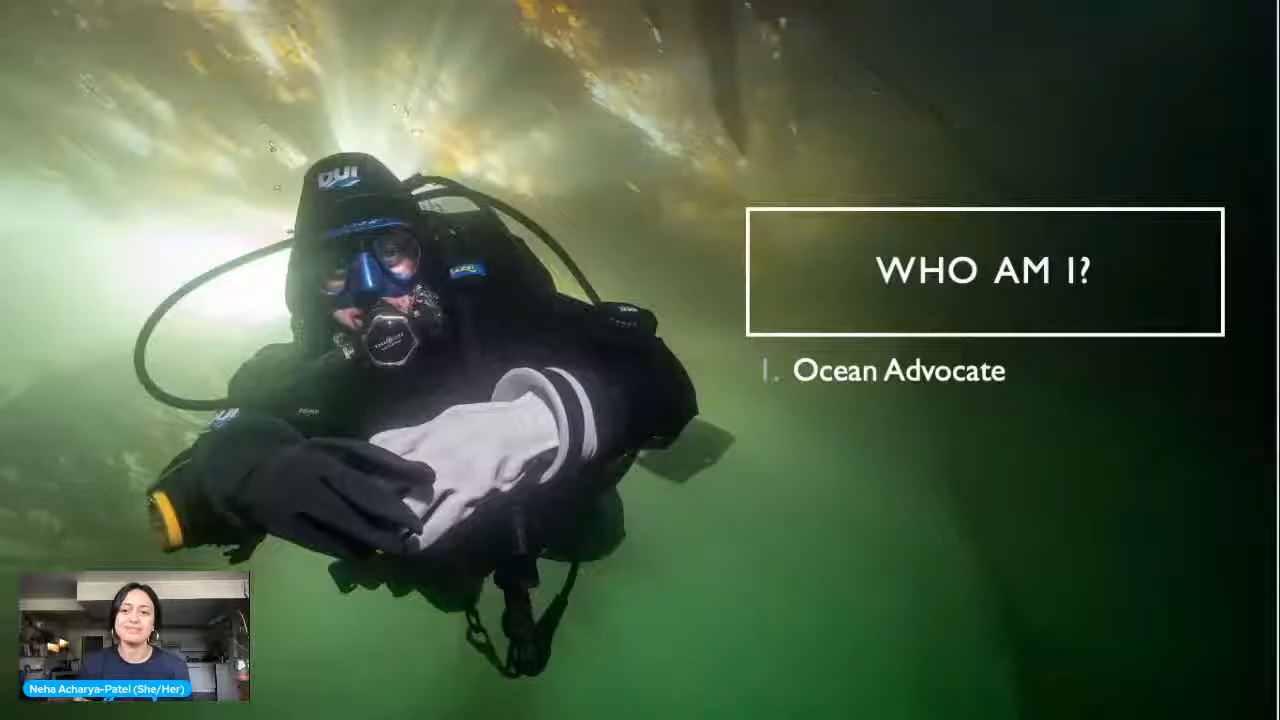 DUI
WHO AM I?
1. Ocean Advocate
Neha Acharya-Patel (She/Her)